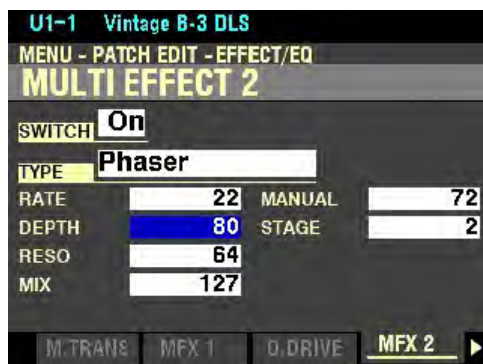 U1-1 Vintage B-3 DLS
MENU - PATCH EDIT - EFFECT/EQ
MULTI EFFECT 2
SWITCH On
TYPE Phaser
RATE 22 MANUAL 72
DEPTH 80 STAGE 2
RESO 64
MIX 127
M.TRANS MFX 1 O.DRIVE MFX 2